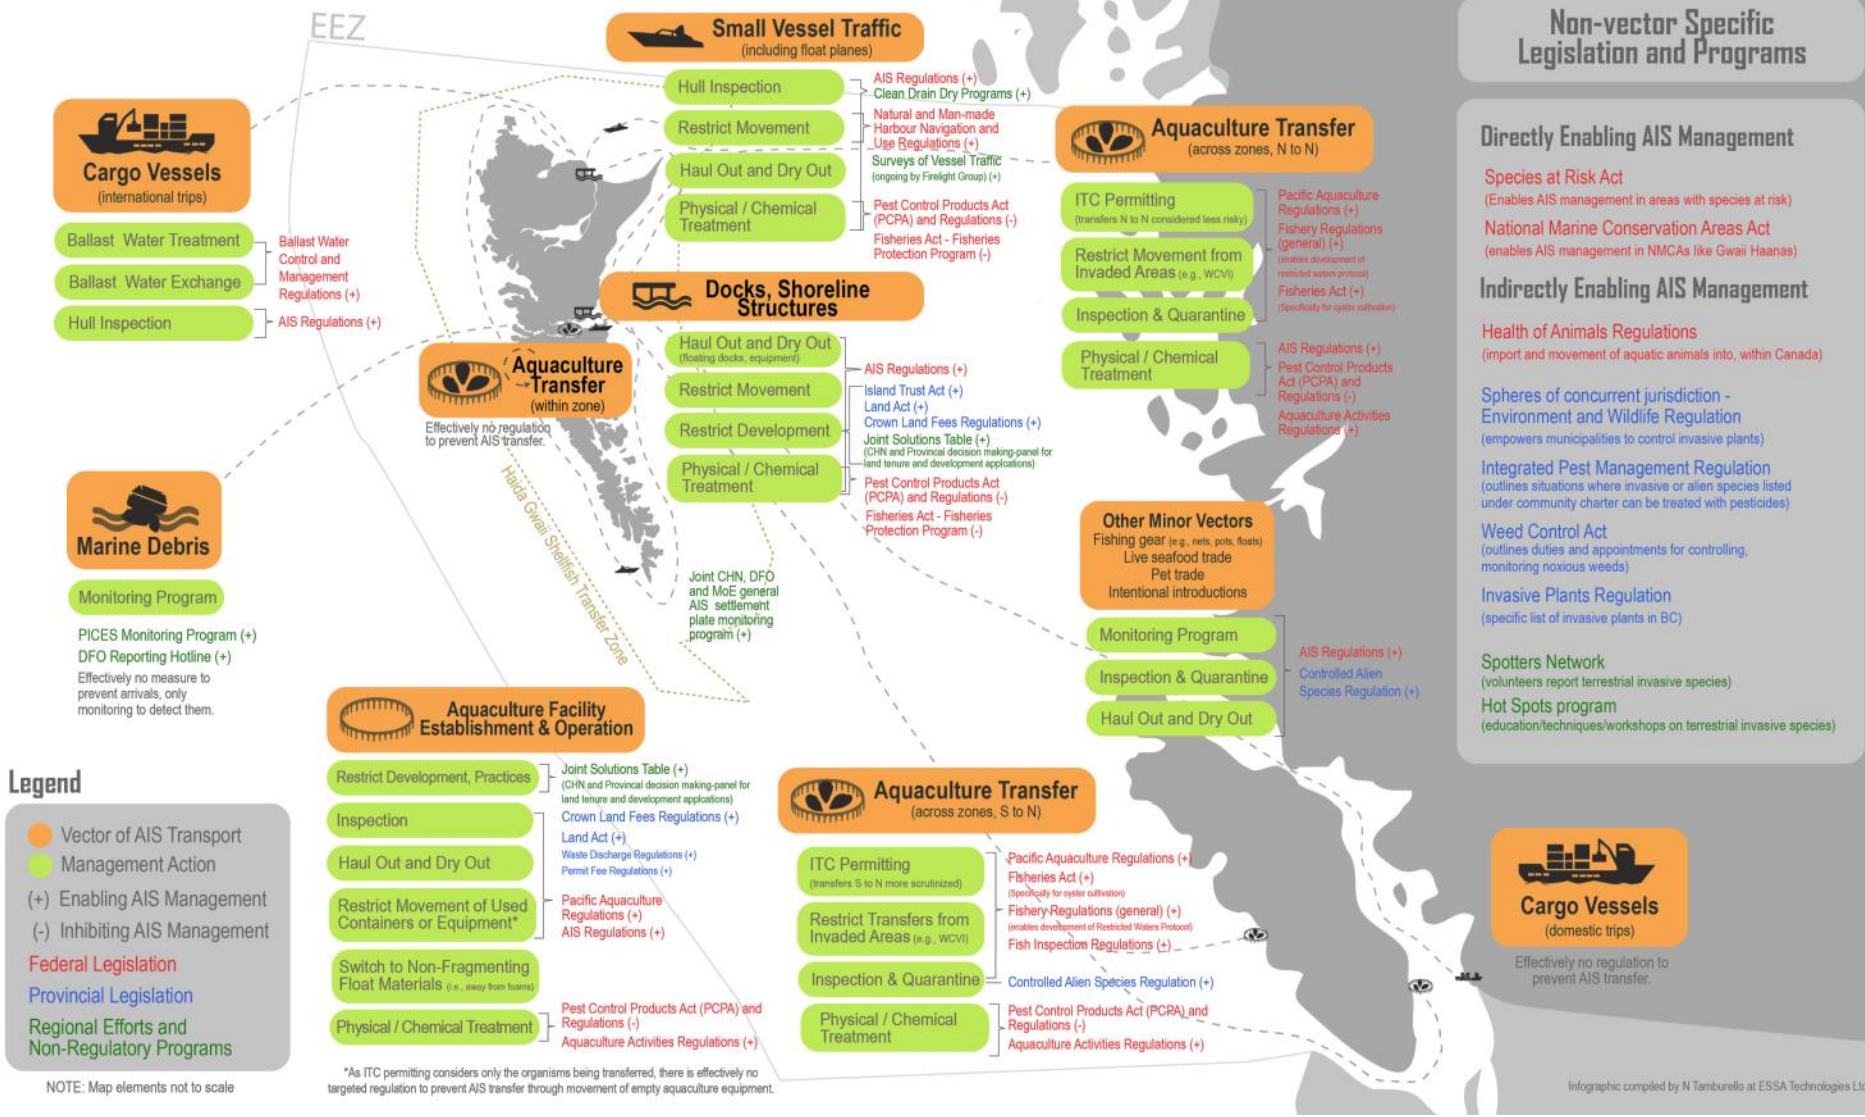 EEZ
Small Vessel Traffic
(including float planes)
Hull Inspection
Restrict Movement
Haul Out and Dry Out
Physical / Chemical
Treatment
AIS Regulations (+)
Clean Drain Dry Programs (+)
Natural and Man-made
Harbour Navigation and
Use Regulations (+)
Surveys of Vessel Traffic
(ongoing by Firelight Group) (+)
Pest Control Products Act
(PCPA) and Regulations (-)
Fisheries Act - Fisheries
Protection Program (-)
Cargo Vessels
(international trips)
Ballast Water Treatment
Ballast Water Exchange
Hull Inspection
Ballast Water
Control and
Management
Regulations (+)
AIS Regulations (+)
Aquaculture Transfer
(across zones, N to N)
ITC Permitting
(transfers N to N considered less risky)
Restrict Movement from
Invaded Areas (e.g., WCVI)
Inspection & Quarantine
Physical / Chemical
Treatment
Pacific Aquaculture
Regulations (+)
Fishery Regulations
(general) (+)
(enables development of
restricted waters protocol)
Fisheries Act (+)
(Specifically for oyster cultivation)
AIS Regulations (+)
Pest Control Products
Act (PCPA) and
Regulations (-)
Aquaculture Activities
Regulations (+)
Docks, Shoreline
Structures
Haul Out and Dry Out
(floating docks, equipment)
Restrict Movement
Restrict Development
Physical / Chemical
Treatment
AIS Regulations (+)
Island Trust Act (+)
Land Act (+)
Crown Land Fees Regulations (+)
Joint Solutions Table (+)
(CHN and Provincal decision making-panel for
land tenure and development applcations)
Pest Control Products Act
(PCPA) and Regulations (-)
Fisheries Act - Fisheries
Protection Program (-)
Aquaculture
Transfer
(within zone)
Effectively no regulation
to prevent AIS transfer.
Haida Gwaii Shellfish Transfer Zone
Joint CHN, DFO
and MoE general
AIS settlement
plate monitoring
program (+)
Marine Debris
Monitoring Program
PICES Monitoring Program (+)
DFO Reporting Hotline (+)
Effectively no measure to
prevent arrivals, only
monitoring to detect them.
Other Minor Vectors
Fishing gear (e.g., nets, pots, floats)
Live seafood trade
Pet trade
Intentional introductions
Monitoring Program
Inspection & Quarantine
Haul Out and Dry Out
AIS Regulations (+)
Controlled Alien
Species Regulation (+)
Aquaculture Facility
Establishment & Operation
Restrict Development, Practices
Inspection
Haul Out and Dry Out
Restrict Movement of Used
Containers or Equipment*
Switch to Non-Fragmenting
Float Materials (i.e., away from foams)
Physical / Chemical Treatment
Joint Solutions Table (+)
(CHN and Provincal decision making-panel for
land tenure and development applcations)
Crown Land Fees Regulations (+)
Land Act (+)
Waste Discharge Regulations (+)
Permit Fee Regulations (+)
Pacific Aquaculture
Regulations (+)
AIS Regulations (+)
Pest Control Products Act (PCPA) and
Regulations (-)
Aquaculture Activities Regulations (+)
*As ITC permitting considers only the organisms being transferred, there is effectively no
targeted regulation to prevent AIS transfer through movement of empty aquaculture equipment.
Aquaculture Transfer
(across zones, S to N)
ITC Permitting
(transfers S to N more scrutinized)
Restrict Transfers from
Invaded Areas (e.g., WCVI)
Inspection & Quarantine
Physical / Chemical
Treatment
Pacific Aquaculture Regulations (+)
Fisheries Act (+)
(Specifically for oyster cultivation)
Fishery Regulations (general) (+)
(enables development of Restricted Waters Protocol)
Fish Inspection Regulations (+)
Controlled Alien Species Regulation (+)
Pest Control Products Act (PCPA) and
Regulations (-)
Aquaculture Activities Regulations (+)
Cargo Vessels
(domestic trips)
Effectively no regulation to
prevent AIS transfer.
Non-vector Specific
Legislation and Programs
Directly Enabling AIS Management
Species at Risk Act
(Enables AIS management in areas with species at risk)
National Marine Conservation Areas Act
(enables AIS management in NMCAs like Gwaii Haanas)
Indirectly Enabling AIS Management
Health of Animals Regulations
(import and movement of aquatic animals into, within Canada)
Spheres of concurrent jurisdiction -
Environment and Wildlife Regulation
(empowers municipalities to control invasive plants)
Integrated Pest Management Regulation
(outlines situations where invasive or alien species listed
under community charter can be treated with pesticides)
Weed Control Act
(outlines duties and appointments for controlling,
monitoring noxious weeds)
Invasive Plants Regulation
(specific list of invasive plants in BC)
Spotters Network
(volunteers report terrestrial invasive species)
Hot Spots program
(education/techniques/workshops on terrestrial invasive species)
Legend
Vector of AIS Transport
Management Action
(+) Enabling AIS Management
(-) Inhibiting AIS Management
Federal Legislation
Provincial Legislation
Regional Efforts and
Non-Regulatory Programs
NOTE: Map elements not to scale
Infographic compiled by N Tamburello at ESSA Technologies Ltd